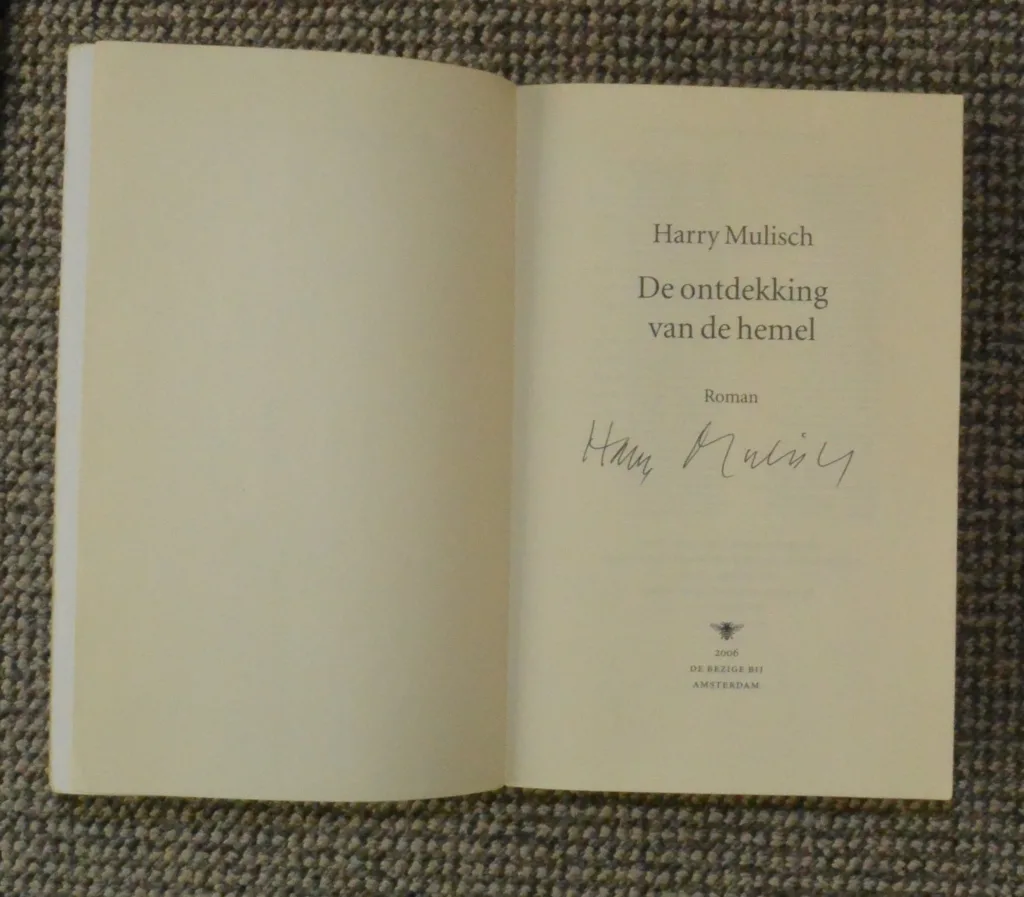 Harry Mulisch
De ontdekking
van de hemel
Roman
Harry Mulisch
2006
DE BEZIGE BIJ
AMSTERDAM